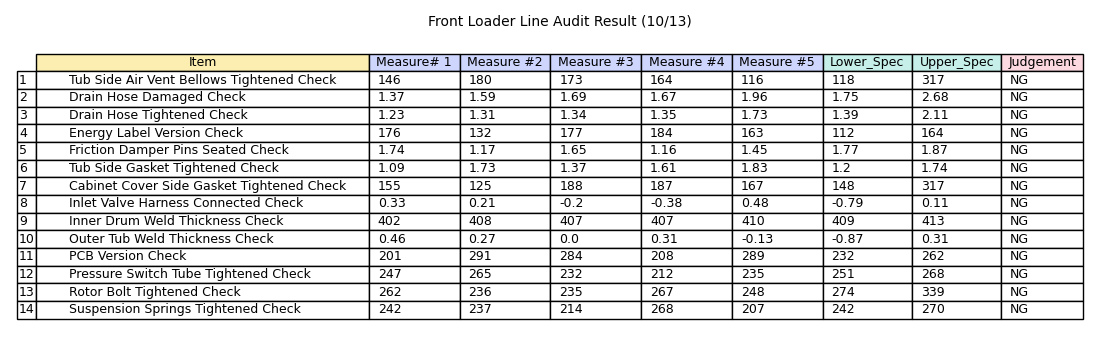 Front Loader Line Audit Result (10/13)
Item Measure# 1 Measure #2 Measure #3 Measure #4 Measure #5 Lower_Spec Upper_Spec Judgement
1 Tub Side Air Vent Bellows Tightened Check 146 180 173 164 116 118 317 NG
2 Drain Hose Damaged Check 1.37 1.59 1.69 1.67 1.96 1.75 2.68 NG
3 Drain Hose Tightened Check 1.23 1.31 1.34 1.35 1.73 1.39 2.11 NG
4 Energy Label Version Check 176 132 177 184 163 112 164 NG
5 Friction Damper Pins Seated Check 1.74 1.17 1.65 1.16 1.45 1.77 1.87 NG
6 Tub Side Gasket Tightened Check 1.09 1.73 1.37 1.61 1.83 1.2 1.74 NG
7 Cabinet Cover Side Gasket Tightened Check 155 125 188 187 167 148 317 NG
8 Inlet Valve Harness Connected Check 0.33 0.21 -0.2 -0.38 0.48 -0.79 0.11 NG
9 Inner Drum Weld Thickness Check 402 408 407 407 410 409 413 NG
10 Outer Tub Weld Thickness Check 0.46 0.27 0.0 0.31 -0.13 -0.87 0.31 NG
11 PCB Version Check 201 291 284 208 289 232 262 NG
12 Pressure Switch Tube Tightened Check 247 265 232 212 235 251 268 NG
13 Rotor Bolt Tightened Check 262 236 235 267 248 274 339 NG
14 Suspension Springs Tightened Check 242 237 214 268 207 242 270 NG